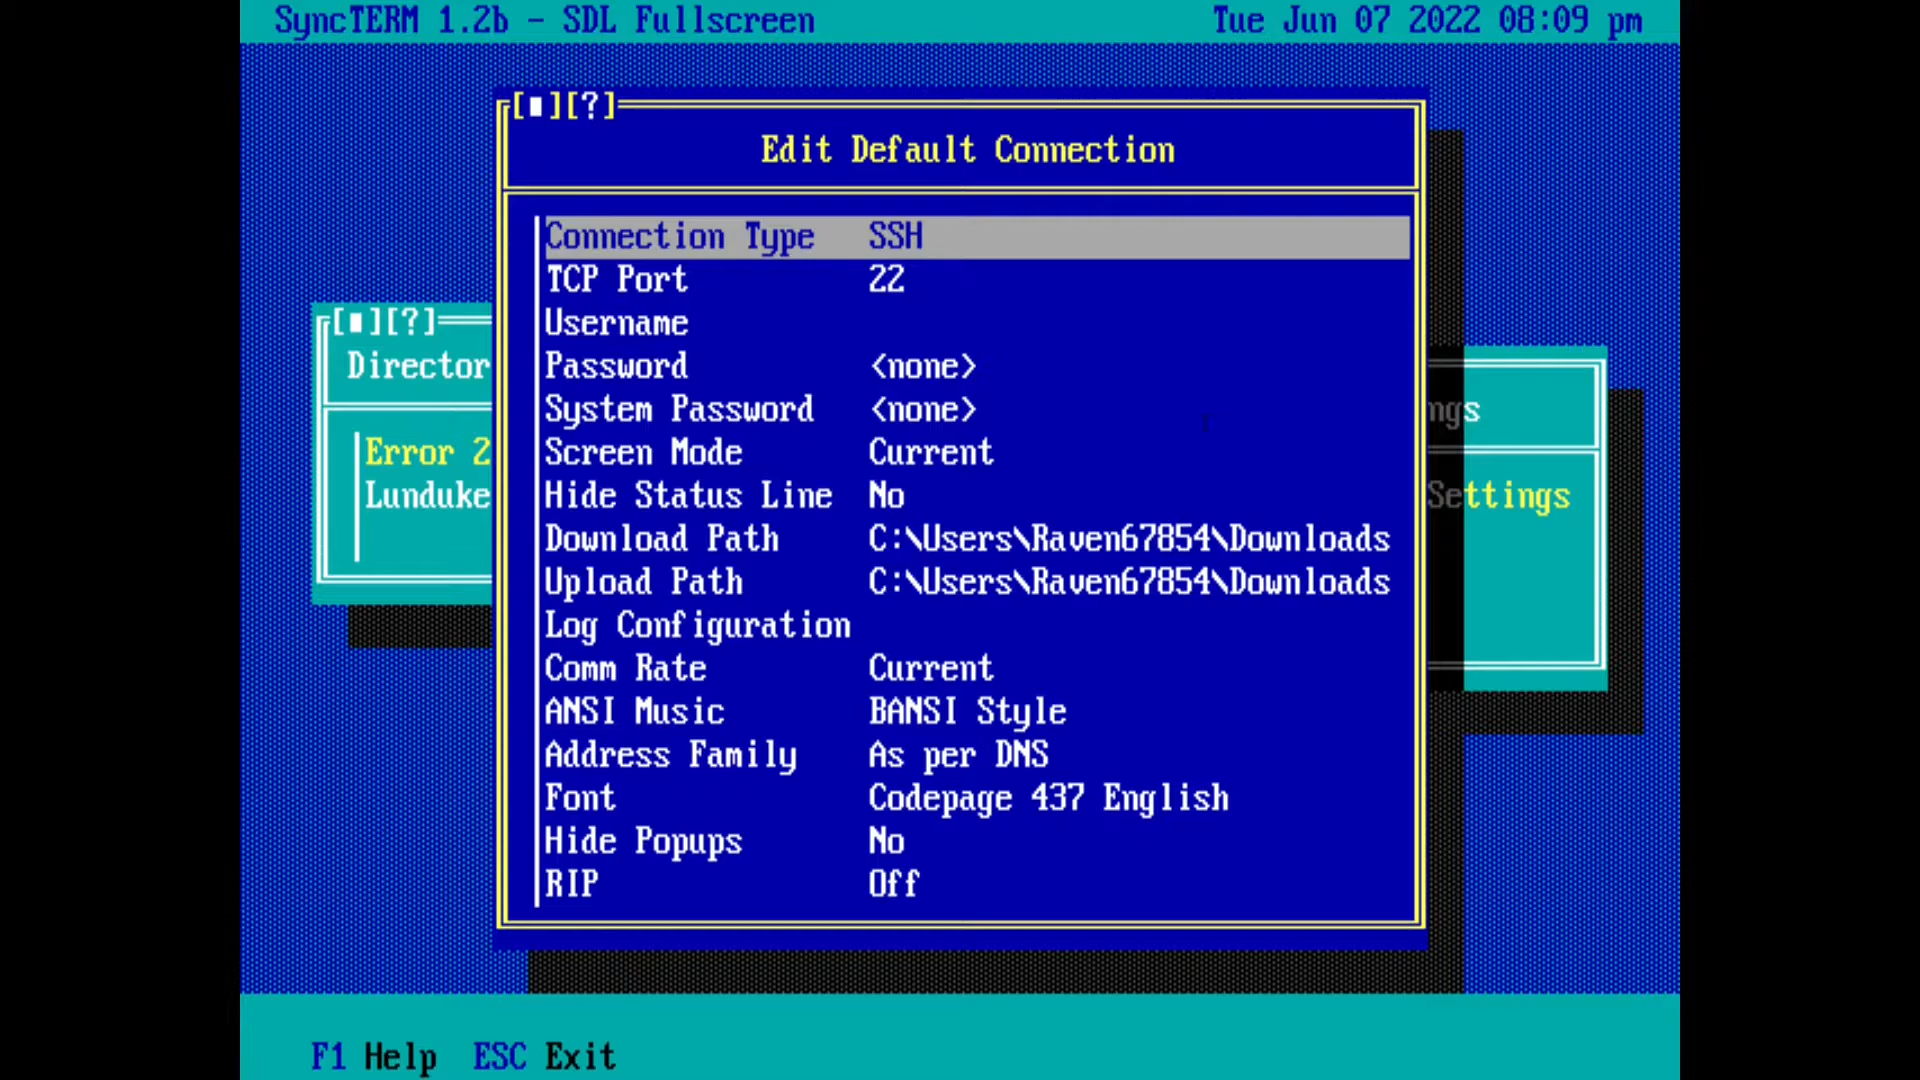 SyncTERM 1.2b - SDL Fullscreen Tue Jun 07 2022 08:09 pm
[■][?]
Edit Default Connection
Connection Type SSH
TCP Port 22
Username
Password <none>
System Password <none>
Screen Mode Current
Hide Status Line No
Download Path C:\Users\Raven67854\Downloads
Upload Path C:\Users\Raven67854\Downloads
Log Configuration
Comm Rate Current
ANSI Music BANSI Style
Address Family As per DNS
Font Codepage 437 English
Hide Popups No
RIP Off
[■][?]
Director
Error 2
Lunduke
ngs
Settings
F1 Help ESC Exit